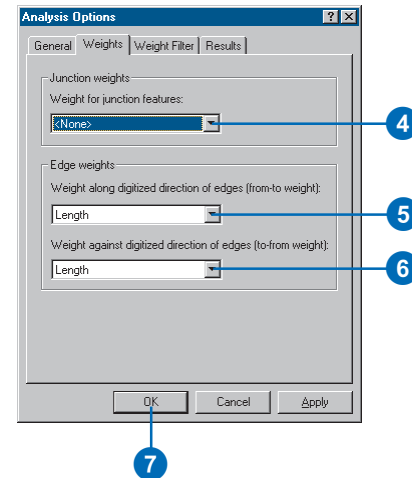 Analysis Options
General Weights Weight Filter Results
Junction weights
Weight for junction features:
<None>
4
Edge weights
Weight along digitized direction of edges (from-to weight):
Length
5
Weight against digitized direction of edges (to-from weight):
Length
6
OK Cancel Apply
7